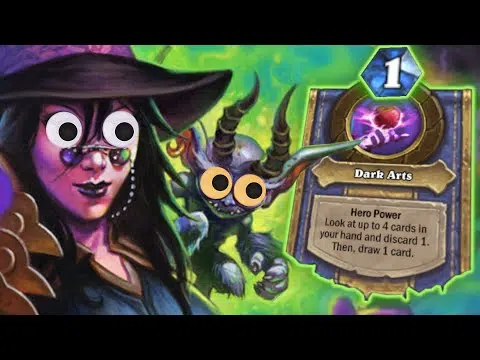 1
Dark Arts
Hero Power
Look at up to 4 cards in
your hand and discard 1.
Then, draw 1 card.